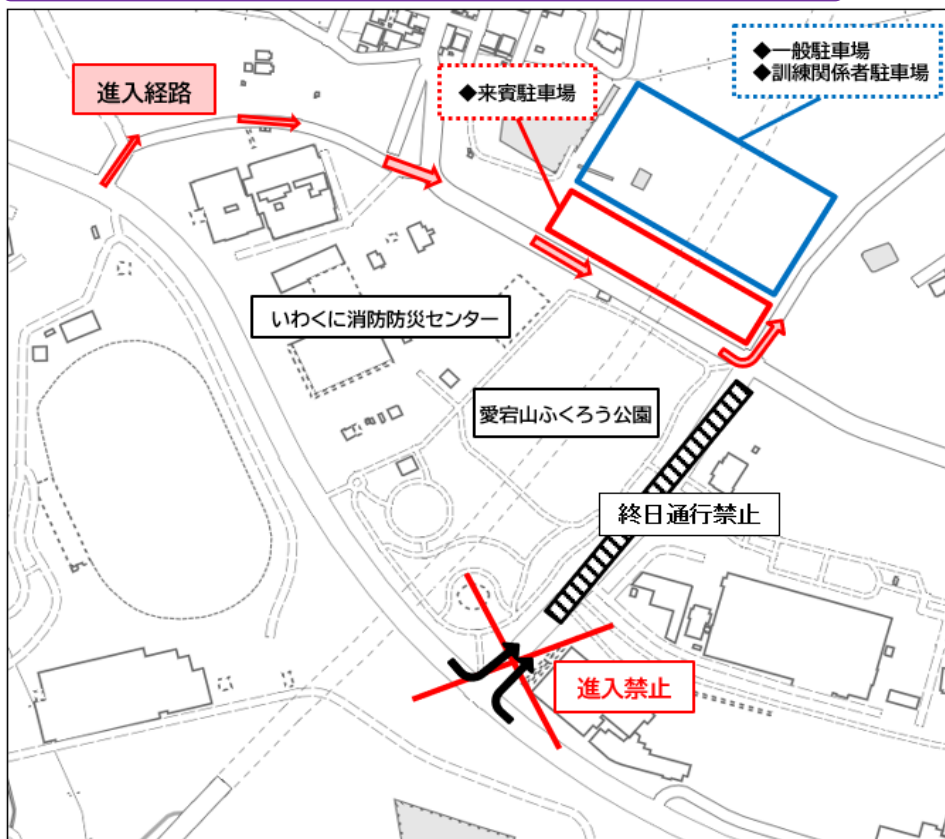 ◆一般駐車場
◆訓練関係者駐車場
進入経路
◆来賓駐車場
いわくに消防防災センター
愛宕山ふくろう公園
終日通行禁止
進入禁止